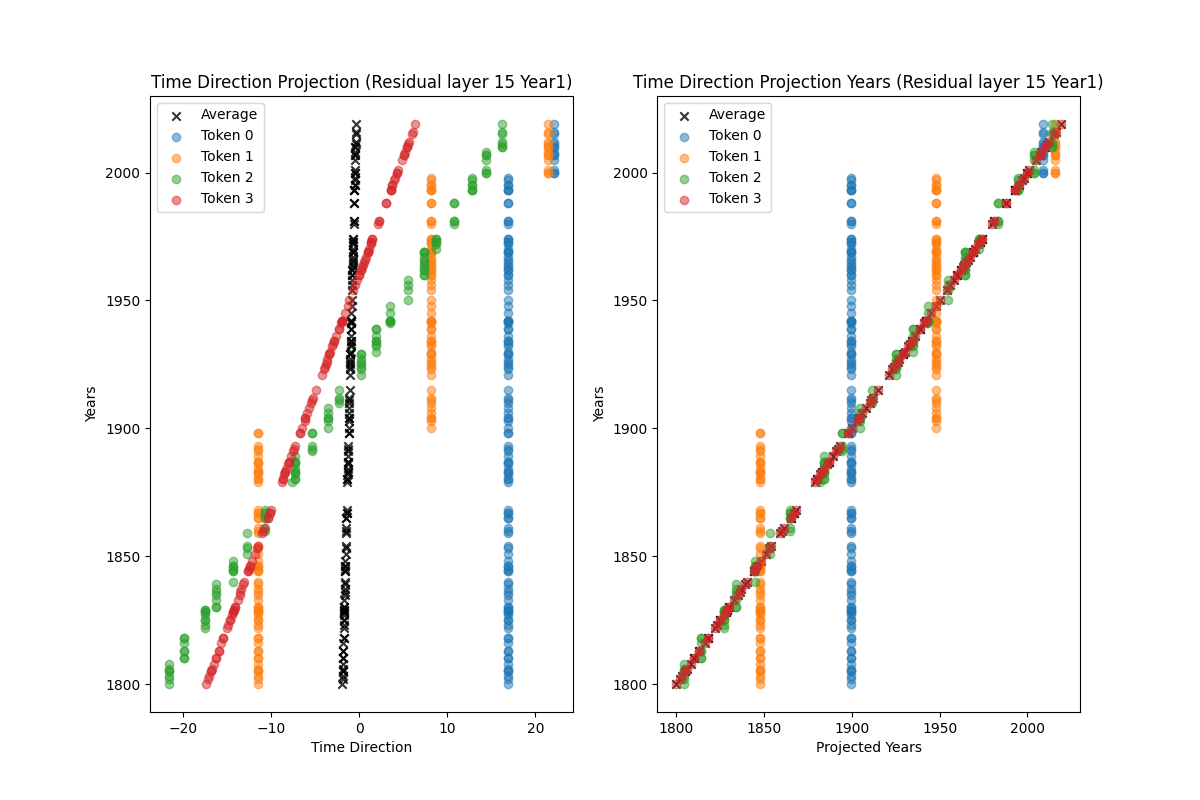 Time Direction Projection (Residual layer 15 Year1)
Average
Token 0
Token 1
Token 2
Token 3
2000
1950
1900
1850
1800
Years
−20
−10
0
10
20
Time Direction
Time Direction Projection Years (Residual layer 15 Year1)
Average
Token 0
Token 1
Token 2
Token 3
2000
1950
1900
1850
1800
Years
1800
1850
1900
1950
2000
Projected Years